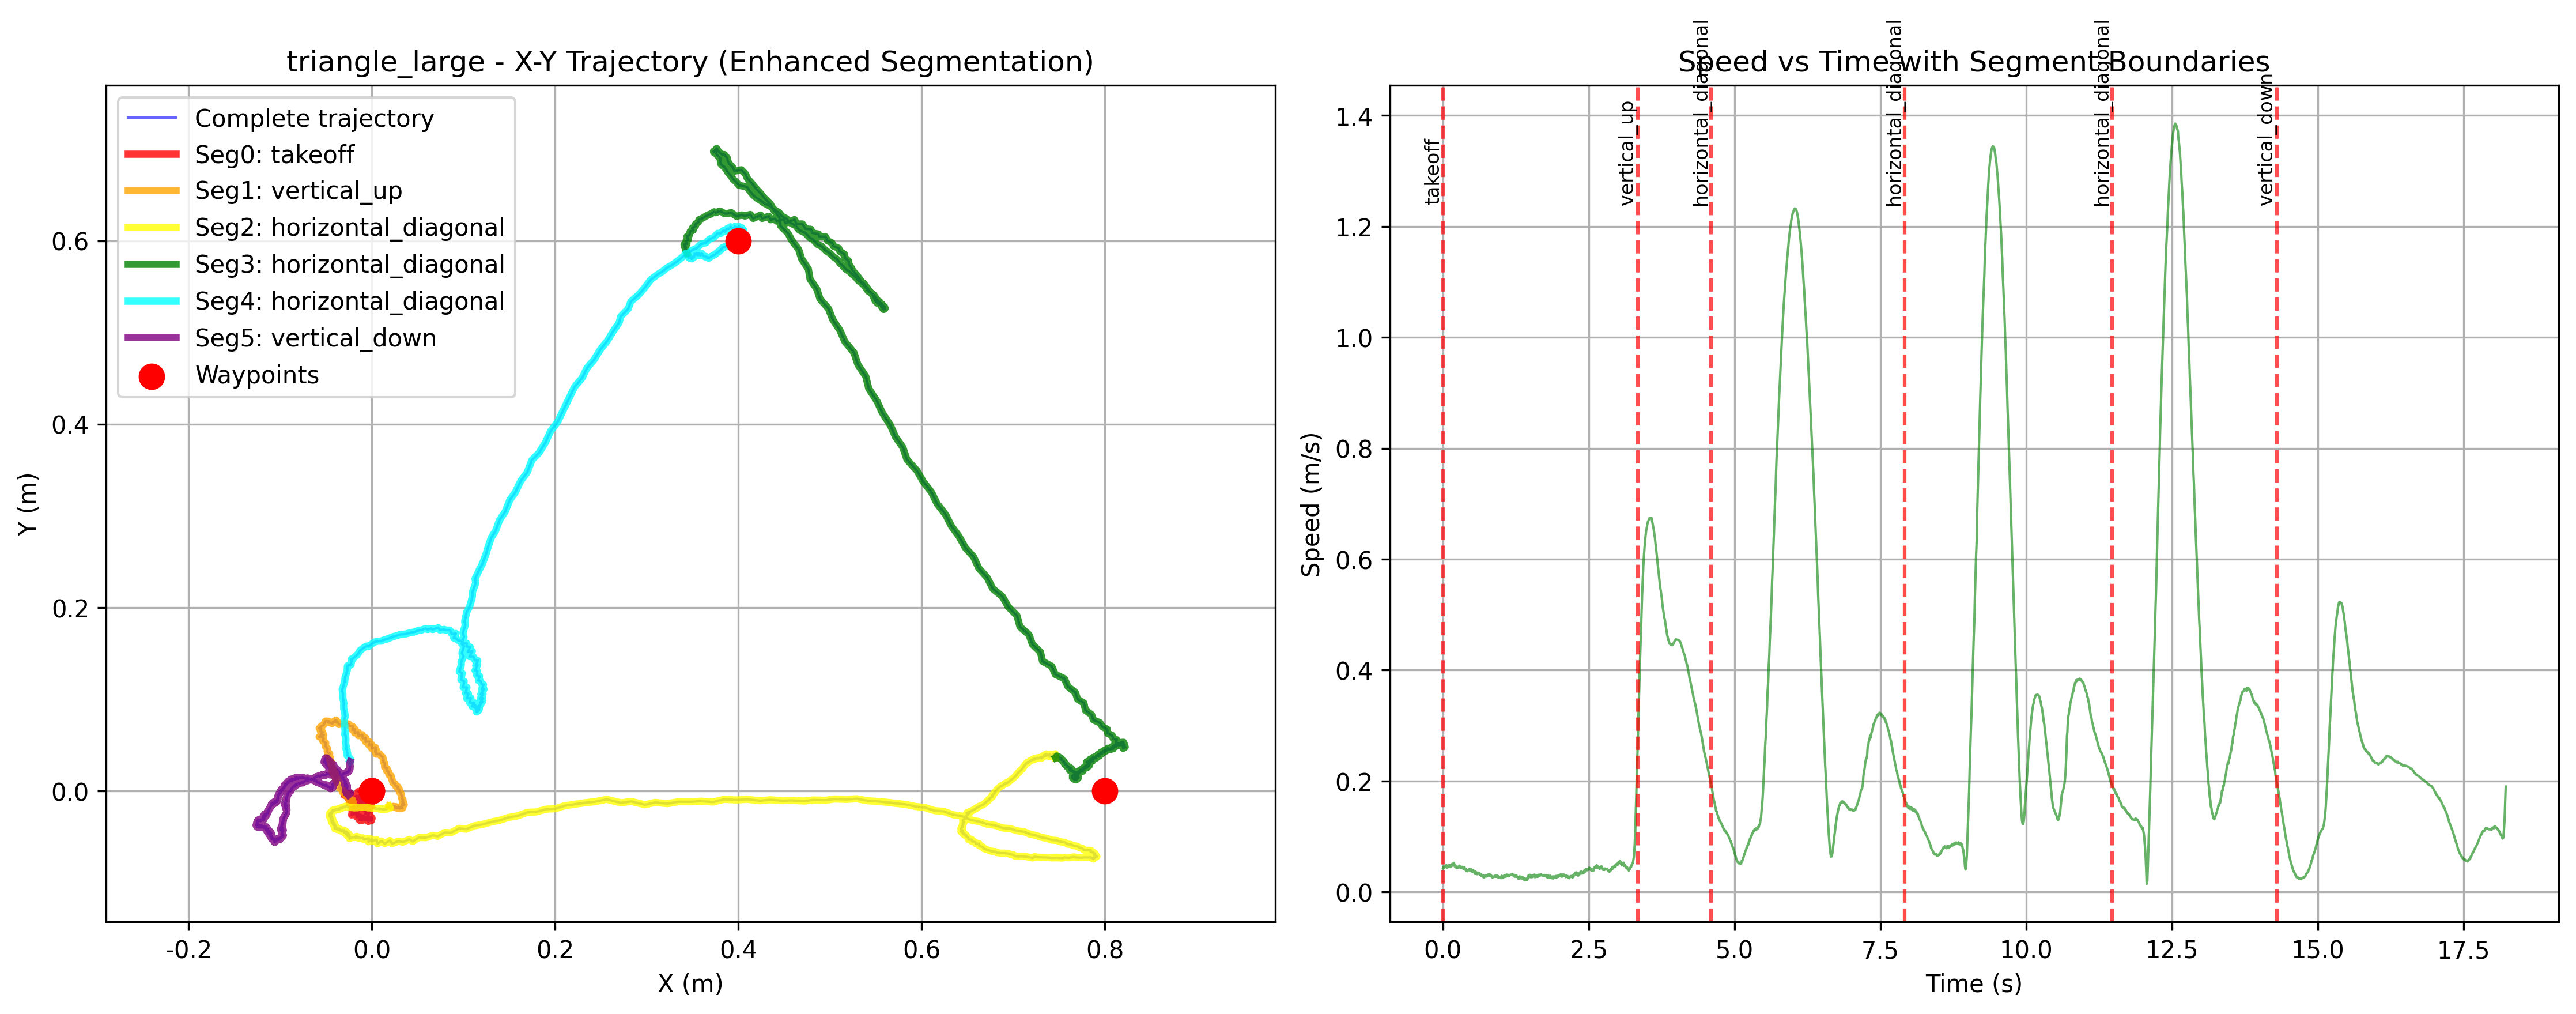 triangle_large - X-Y Trajectory (Enhanced Segmentation)
Complete trajectory
Seg0: takeoff
Seg1: vertical_up
Seg2: horizontal_diagonal
Seg3: horizontal_diagonal
Seg4: horizontal_diagonal
Seg5: vertical_down
Waypoints
Y (m)
0.6
0.4
0.2
0.0
-0.2
0.0
0.2
0.4
0.6
0.8
X (m)
Speed vs Time with Segment Boundaries
takeoff
vertical_up
horizontal_diagonal
horizontal_diagonal
horizontal_diagonal
vertical_down
Speed (m/s)
1.4
1.2
1.0
0.8
0.6
0.4
0.2
0.0
0.0
2.5
5.0
7.5
10.0
12.5
15.0
17.5
Time (s)